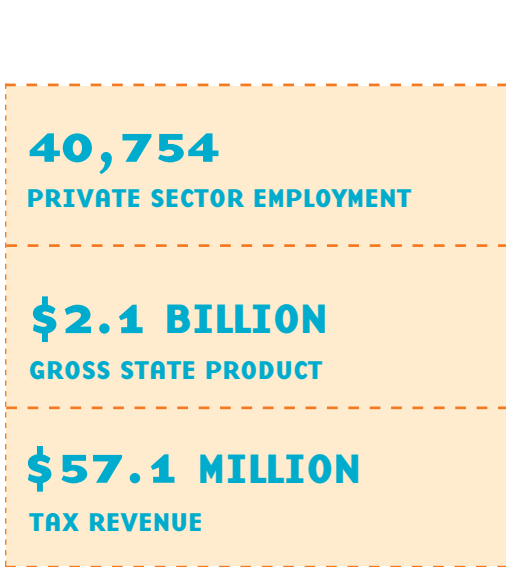 40,754
PRIVATE SECTOR EMPLOYMENT
$2.1 BILLION
GROSS STATE PRODUCT
$57.1 MILLION
TAX REVENUE